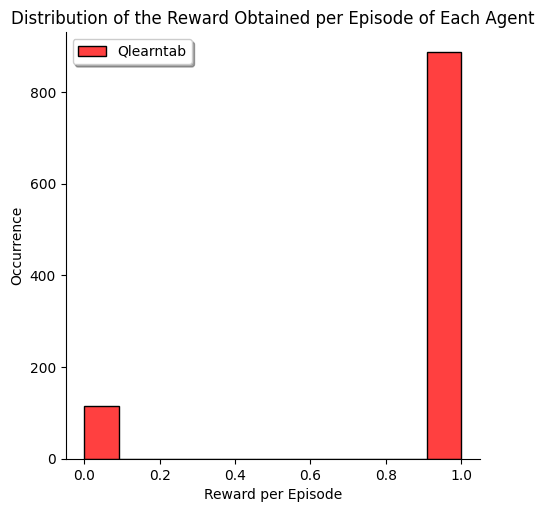 Distribution of the Reward Obtained per Episode of Each Agent
Qlearntab
800
600
400
200
0
Occurrence
0.0 0.2 0.4 0.6 0.8 1.0
Reward per Episode